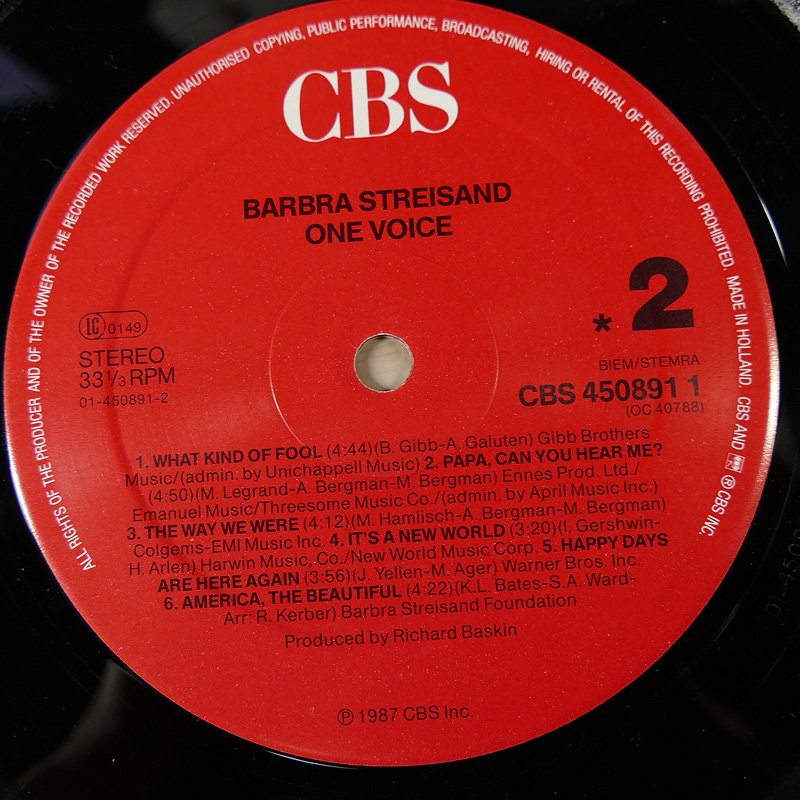 ALL RIGHTS OF THE PRODUCER AND OF THE OWNER OF THE RECORDED WORK RESERVED. UNAUTHORISED COPYING, PUBLIC PERFORMANCE, BROADCASTING, HIRING OR RENTAL OF THIS RECORDING PROHIBITED. MADE IN HOLLAND. CBS AND ℗ CBS INC.
CBS
BARBRA STREISAND
ONE VOICE
* 2
LC 0149
STEREO
33 1/3 RPM
01-450891-2
BIEM/STEMRA
CBS 450891 1
(OC 40788)
1. WHAT KIND OF FOOL (4:44)(B. Gibb-A. Galuten) Gibb Brothers
Music/(admin. by Unichappell Music) 2. PAPA, CAN YOU HEAR ME?
(4:50)(M. Legrand-A. Bergman-M. Bergman) Ennes Prod. Ltd./
Emanuel Music/Threesome Music Co./(admin. by April Music Inc.)
3. THE WAY WE WERE (4:12)(M. Hamlisch-A. Bergman-M. Bergman)
Colgems-EMI Music Inc. 4. IT'S A NEW WORLD (3:20)(I. Gershwin-
H. Arlen) Harwin Music, Co./New World Music Corp. 5. HAPPY DAYS
ARE HERE AGAIN (3:56)(J. Yellen-M. Ager) Warner Bros. Inc.
6. AMERICA, THE BEAUTIFUL (4:22)(K.L. Bates-S.A. Ward-
Arr: R. Kerber) Barbra Streisand Foundation
Produced by Richard Baskin
℗ 1987 CBS Inc.